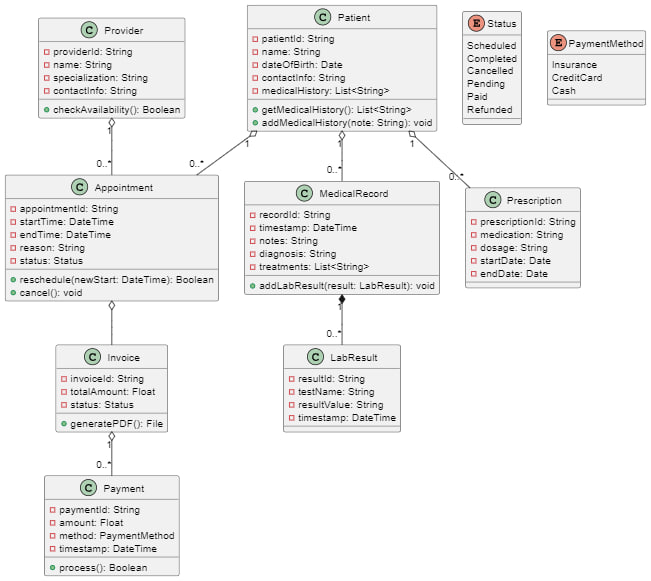 C Provider
providerId: String
name: String
specialization: String
contactInfo: String
checkAvailability(): Boolean
C Patient
patientId: String
name: String
dateOfBirth: Date
contactInfo: String
medicalHistory: List<String>
getMedicalHistory(): List<String>
addMedicalHistory(note: String): void
E Status
Scheduled
Completed
Cancelled
Pending
Paid
Refunded
E PaymentMethod
Insurance
CreditCard
Cash
1
0..*
1
0..*
1
0..*
1
0..*
C Appointment
appointmentId: String
startTime: DateTime
endTime: DateTime
reason: String
status: Status
reschedule(newStart: DateTime): Boolean
cancel(): void
C MedicalRecord
recordId: String
timestamp: DateTime
notes: String
diagnosis: String
treatments: List<String>
addLabResult(result: LabResult): void
C Prescription
prescriptionId: String
medication: String
dosage: String
startDate: Date
endDate: Date
1
0..*
C Invoice
invoiceId: String
totalAmount: Float
status: Status
generatePDF(): File
C LabResult
resultId: String
testName: String
resultValue: String
timestamp: DateTime
1
0..*
C Payment
paymentId: String
amount: Float
method: PaymentMethod
timestamp: DateTime
process(): Boolean